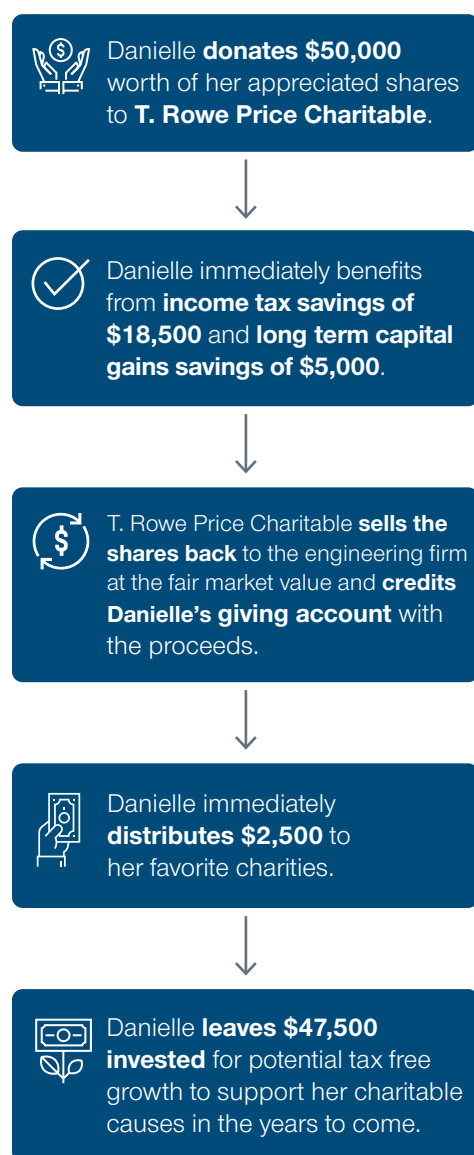 $
Danielle donates $50,000
worth of her appreciated shares
to T. Rowe Price Charitable.
Danielle immediately benefits
from income tax savings of
$18,500 and long term capital
gains savings of $5,000.
$
T. Rowe Price Charitable sells the
shares back to the engineering firm
at the fair market value and credits
Danielle's giving account with
the proceeds.
Danielle immediately
distributes $2,500 to
her favorite charities.
Danielle leaves $47,500
invested for potential tax free
growth to support her charitable
causes in the years to come.